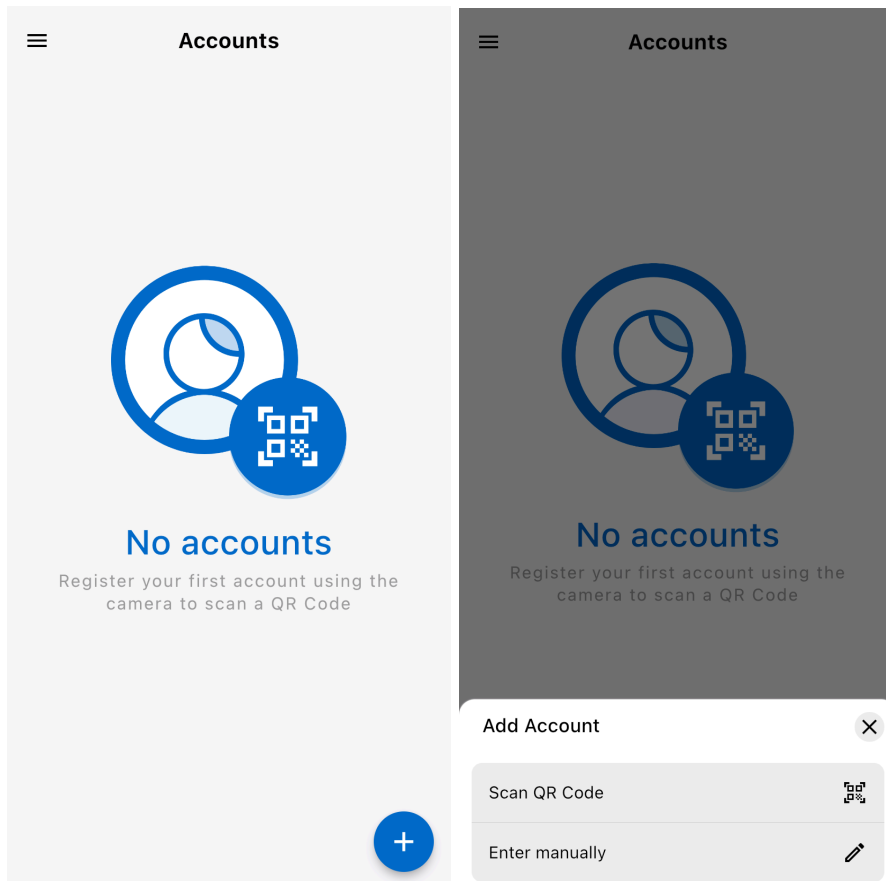 Accounts
No accounts
Register your first account using the
camera to scan a QR Code
Accounts
No accounts
Register your first account using the
camera to scan a QR Code
Add Account
Scan QR Code
Enter manually